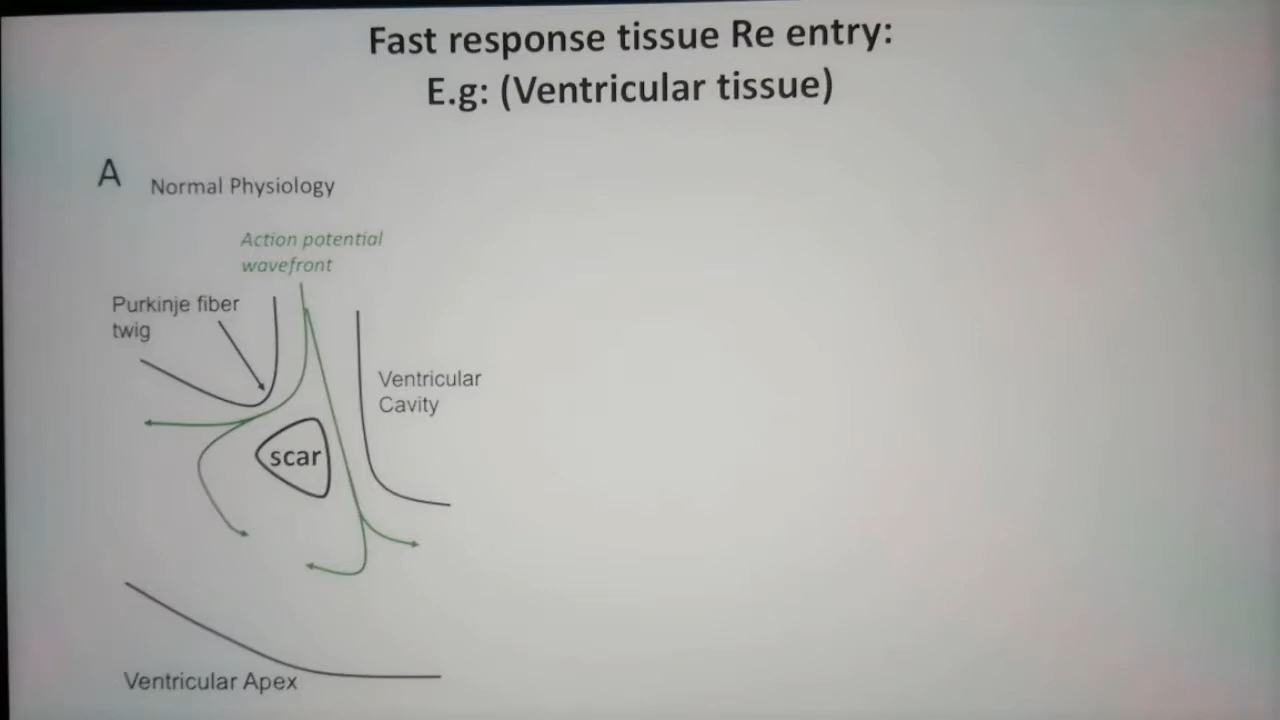 Fast response tissue Re entry:
E.g: (Ventricular tissue)
A
Normal Physiology
Action potential
wavefront
Purkinje fiber
twig
Ventricular
Cavity
scar
Ventricular Apex